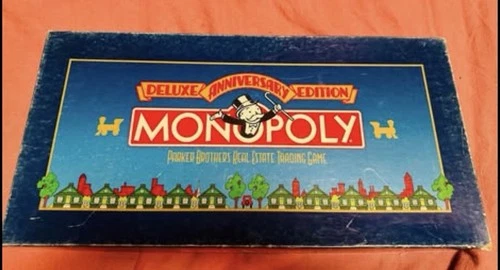 DELUXE ANNIVERSARY EDITION
MONOPOLY
PARKER BROTHERS REAL ESTATE TRADING GAME